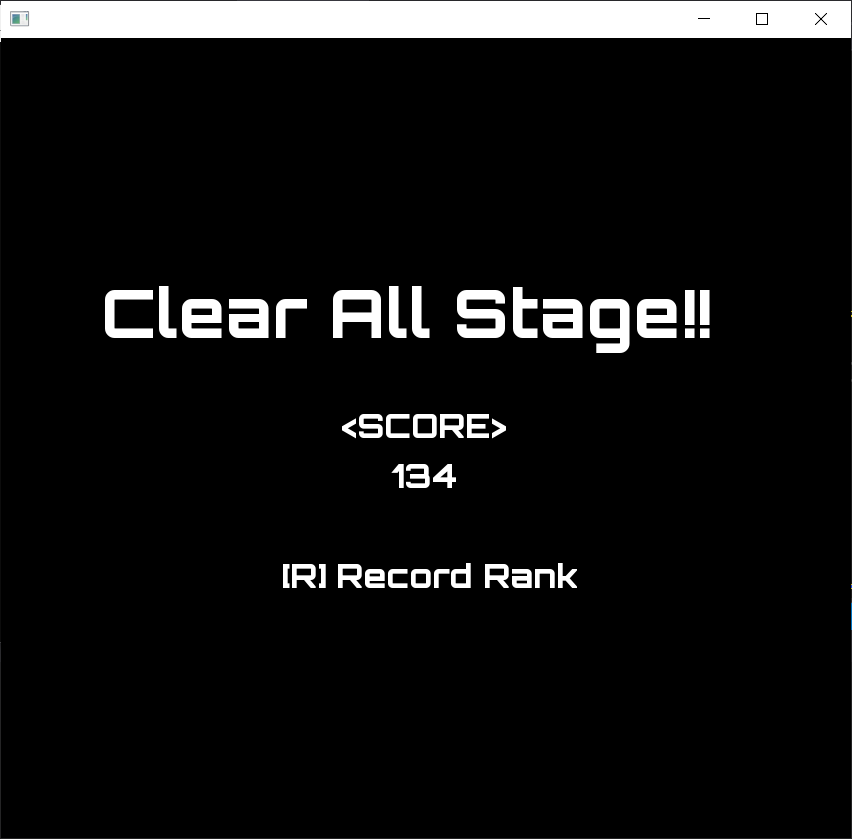 Clear All Stage!!
<SCORE>
134
[R] Record Rank